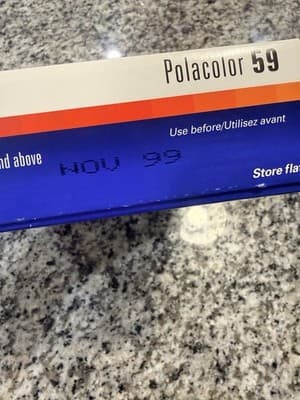 Polacolor 59
Use before/Utilisez avant
nd above
NOV 99
Store fla